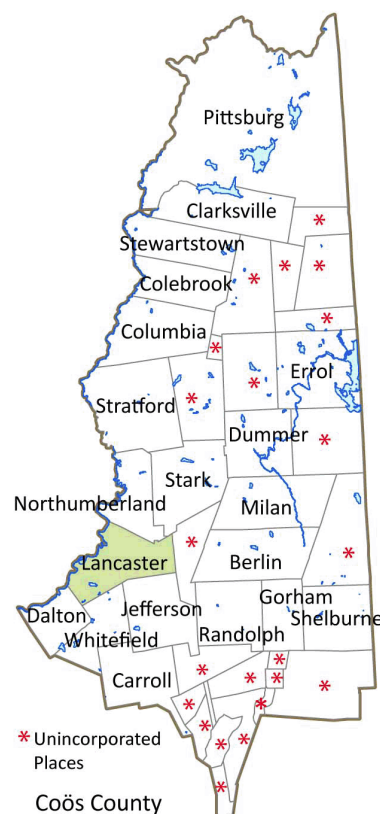 Pittsburg
Clarksville
Stewartstown
Colebrook
Columbia
Errol
Stratford
Dummer
Stark
Northumberland
Milan
Lancaster
Berlin
Gorham
Jefferson
Dalton
Shelburne
Whitefield
Randolph
Carroll
* Unincorporated
Places
Coös County